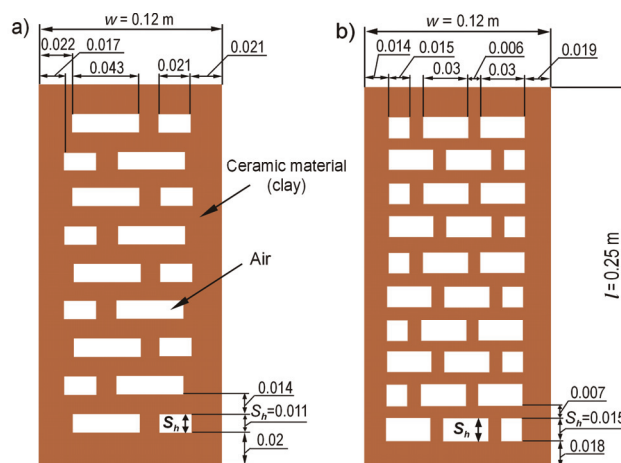 a)
w = 0.12 m
0.022
0.017
0.043
0.021
0.021
Ceramic material
(clay)
Air
0.014
Sh=0.011
Sh
0.02
b)
w = 0.12 m
0.014
0.015
0.006
0.03
0.03
0.019
l = 0.25 m
0.007
Sh=0.015
Sh
0.018